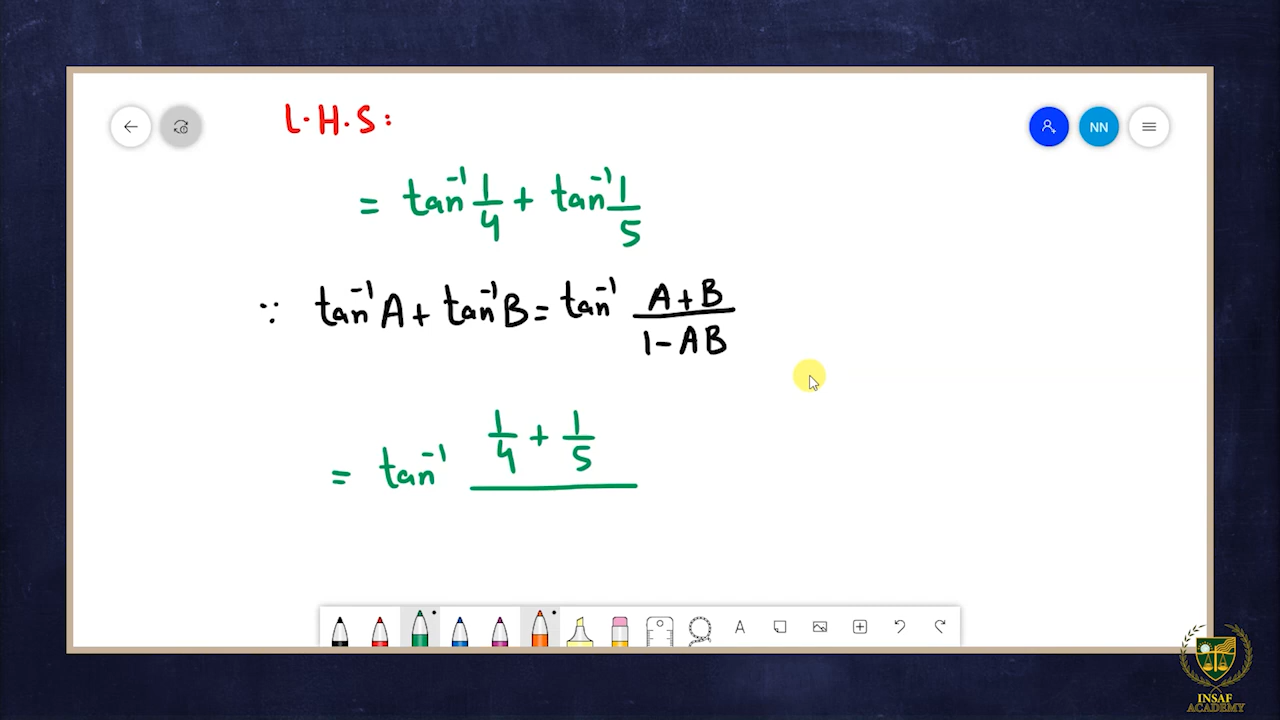 L.H.S:
NN
= tan⁻¹ 1/4 + tan⁻¹ 1/5
∵ tan⁻¹A + tan⁻¹B = tan⁻¹ A+B
1-AB
= tan⁻¹ 1/4 + 1/5
A
INSAF
ACADEMY